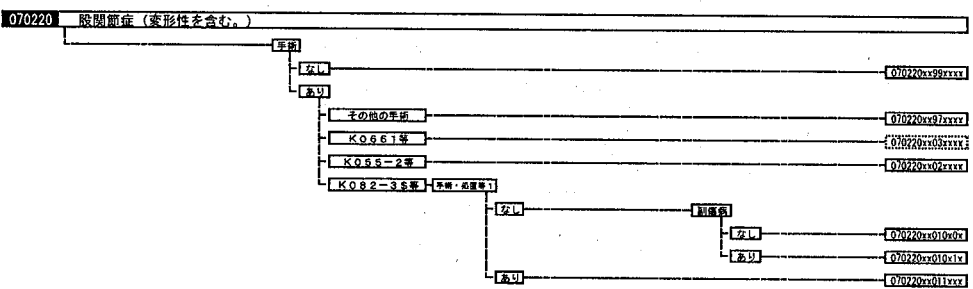 070220 股関節症（変形性を含む。）
手術
なし 070220xx99xxxx
あり
その他の手術 070220xx97xxxx
K0661等 070220xx03xxxx
K055-2等 070220xx02xxxx
K082-3$等 手術・処置等1
なし 副傷病
なし 070220xx010x0x
あり 070220xx010x1x
あり 070220xx011xxx